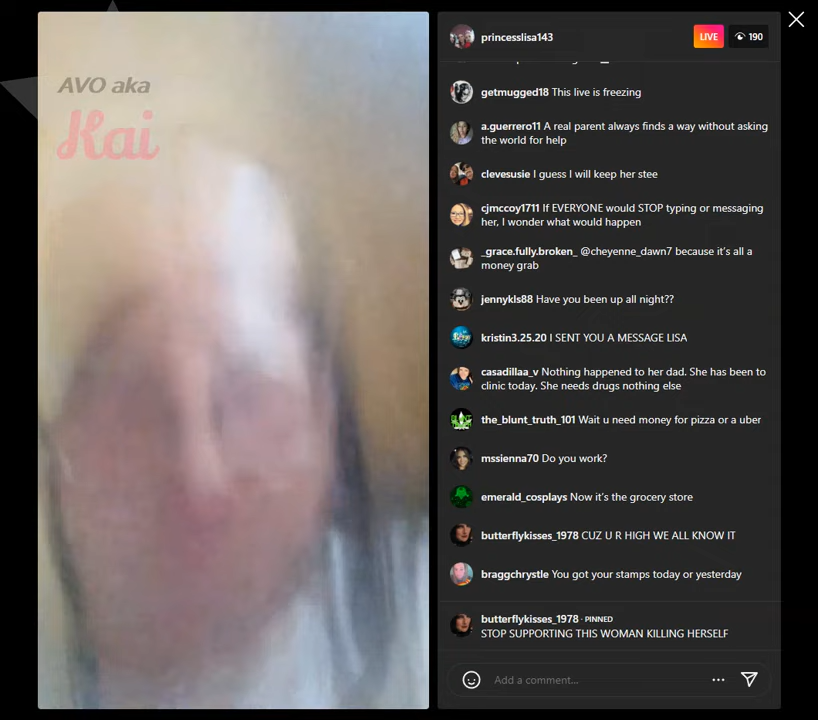 AVO aka
Kai
princesslisa143
LIVE
190
getmugged18 This live is freezing
a.guerrero11 A real parent always finds a way without asking
the world for help
clevesusie I guess I will keep her stee
cjmccoy1711 If EVERYONE would STOP typing or messaging
her, I wonder what would happen
_grace.fully.broken_ @cheyenne_dawn7 because it's all a
money grab
jennykls88 Have you been up all night??
kristin3.25.20 I SENT YOU A MESSAGE LISA
casadillaa_v Nothing happened to her dad. She has been to
clinic today. She needs drugs nothing else
the_blunt_truth_101 Wait u need money for pizza or a uber
mssienna70 Do you work?
emerald_cosplays Now it's the grocery store
butterflykisses_1978 CUZ U R HIGH WE ALL KNOW IT
braggchrystle You got your stamps today or yesterday
butterflykisses_1978 · PINNED
STOP SUPPORTING THIS WOMAN KILLING HERSELF
Add a comment...